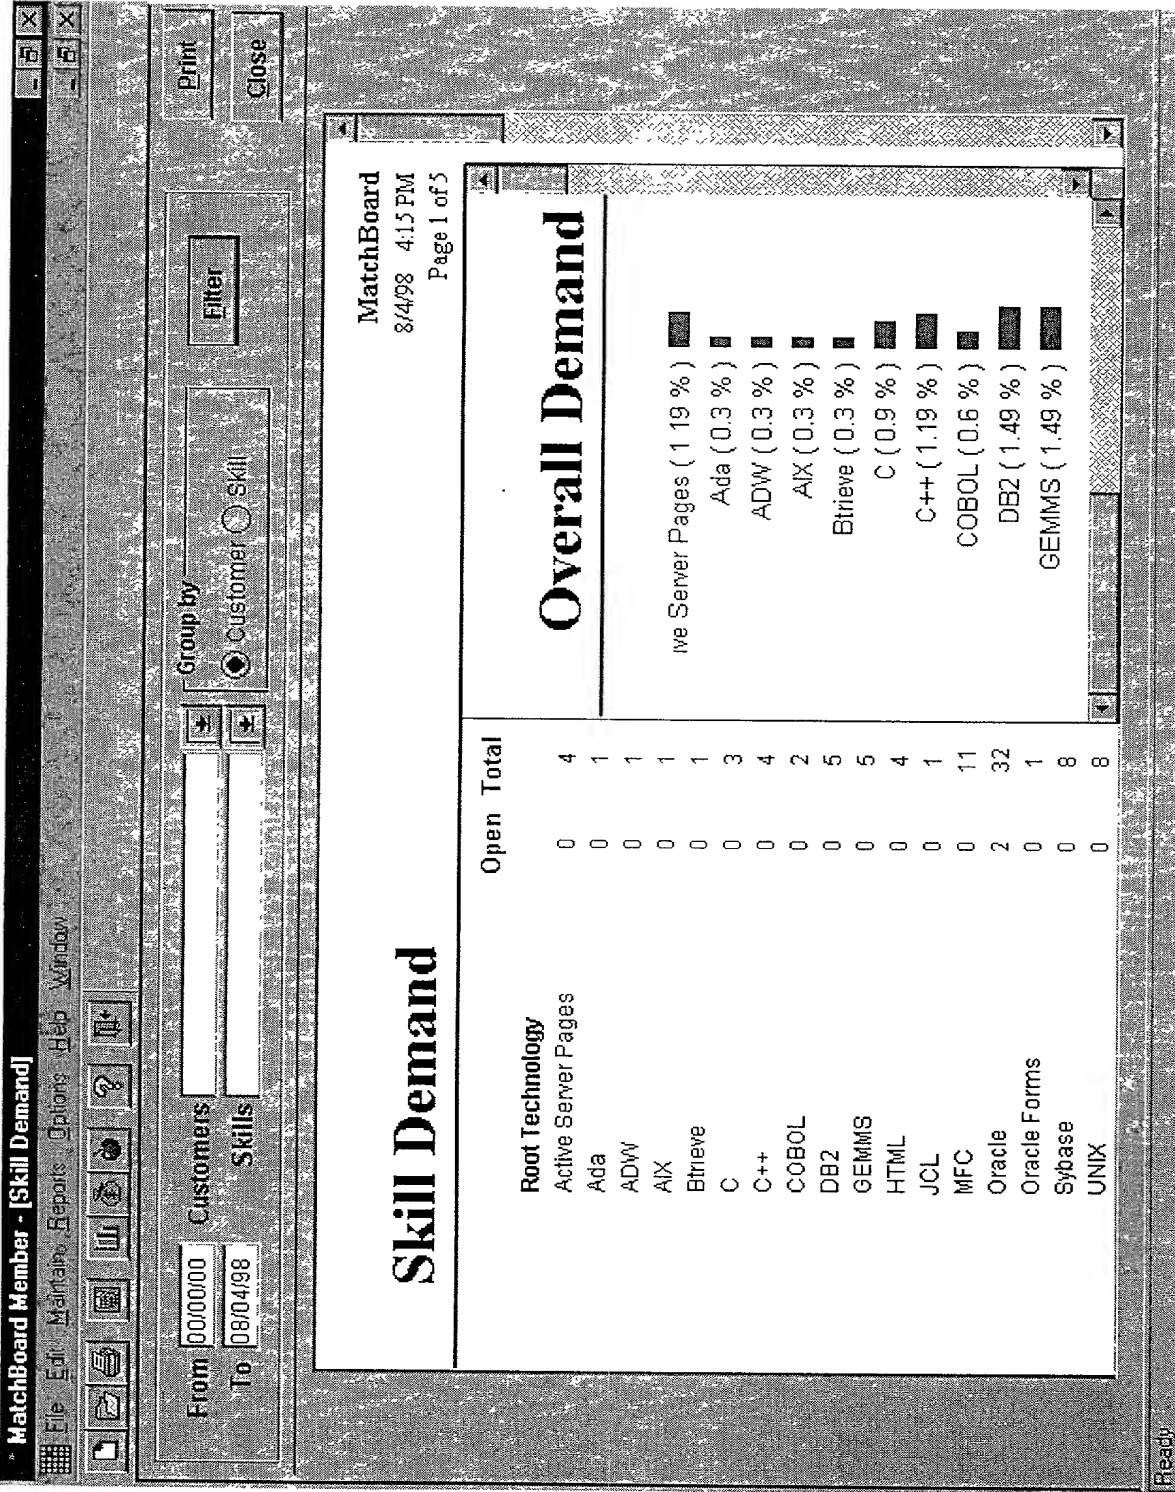 MatchBoard Member - [Skill Demand]
File Edit Maintain Reports Options Help Window
From 00/00/00 Customers
To 08/04/98 Skills
Group by
Customer Skill
Filter
Print
Close
Skill Demand
MatchBoard
8/4/98 4:15 PM
Page 1 of 5
Open Total
Root Technology
Active Server Pages 0 4
Ada 0 1
ADW 0 1
AIX 0 1
Btrieve 0 1
C 0 3
C++ 0 4
COBOL 0 2
DB2 0 5
GEMMS 0 5
HTML 0 4
JCL 0 1
MFC 0 11
Oracle 2 32
Oracle Forms 0 1
Sybase 0 8
UNIX 0 8
Overall Demand
ive Server Pages ( 1 19 % )
Ada ( 0.3 % )
ADW ( 0.3 % )
AIX ( 0.3 % )
Btrieve ( 0.3 % )
C ( 0.9 % )
C++ ( 1.19 % )
COBOL ( 0.6 % )
DB2 ( 1.49 % )
GEMMS ( 1.49 % )
Ready